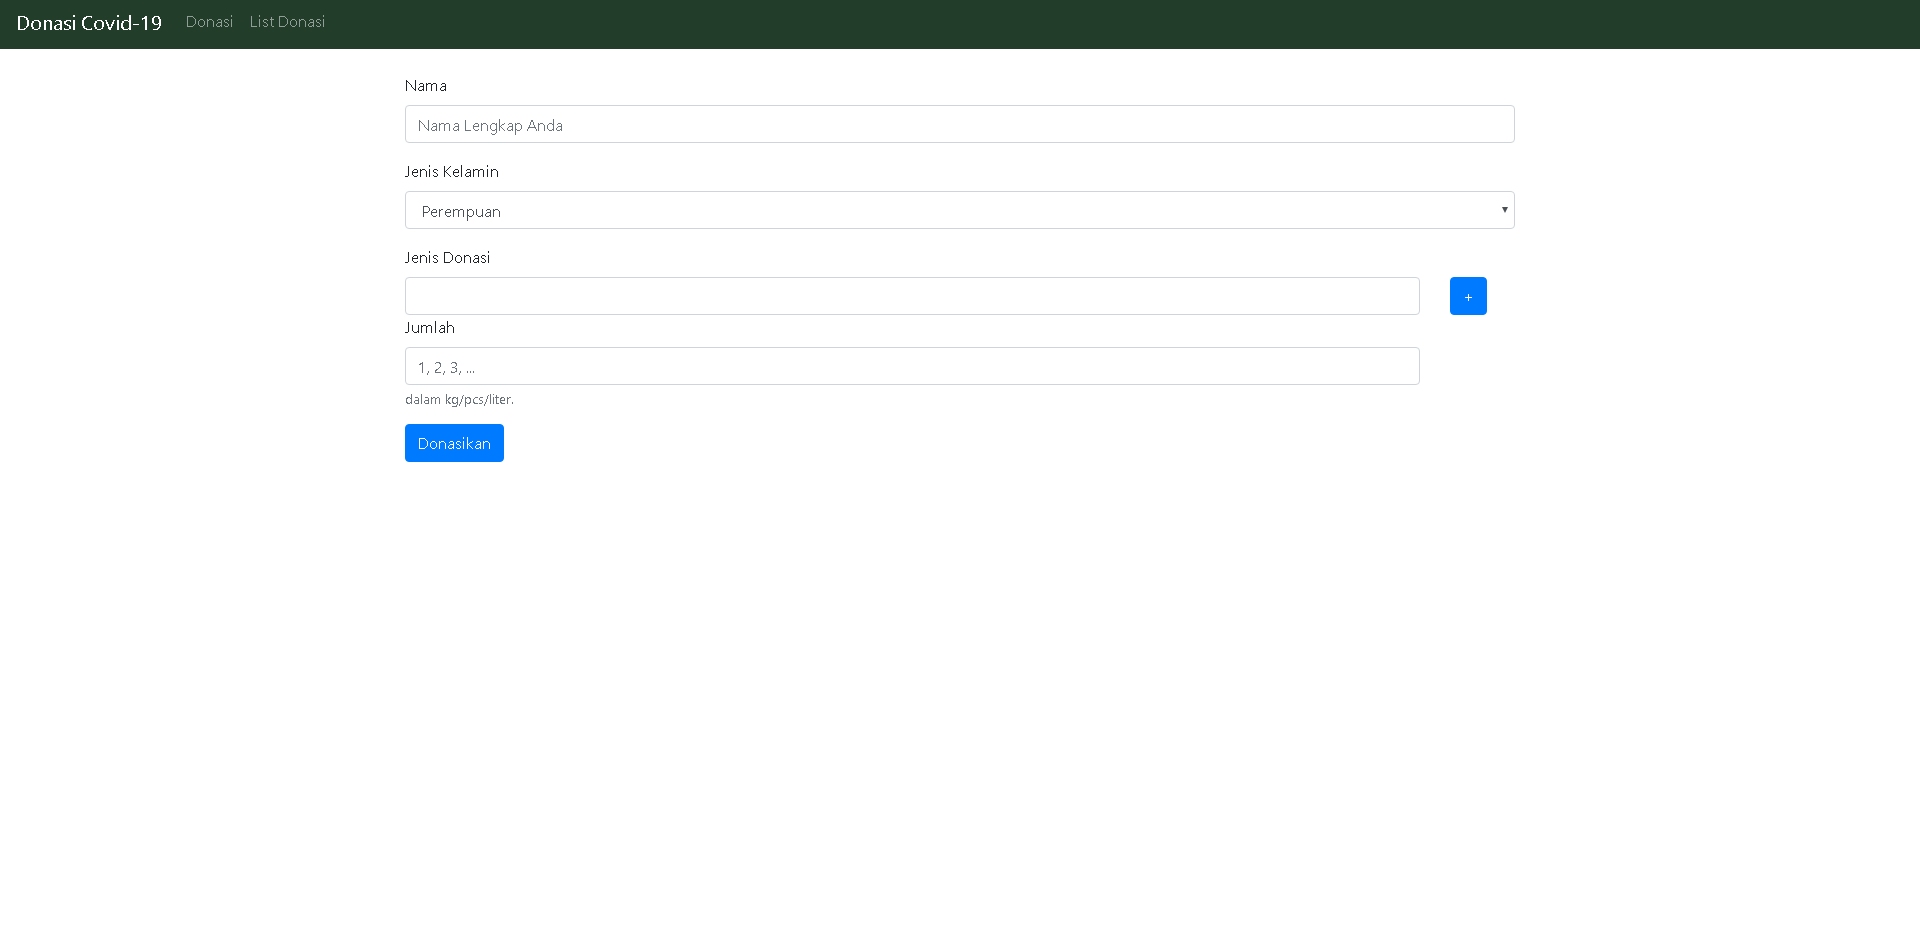 Donasi Covid-19 Donasi List Donasi
Nama
Nama Lengkap Anda
Jenis Kelamin
Perempuan
Jenis Donasi
+
Jumlah
1, 2, 3, ...
dalam kg/pcs/liter.
Donasikan